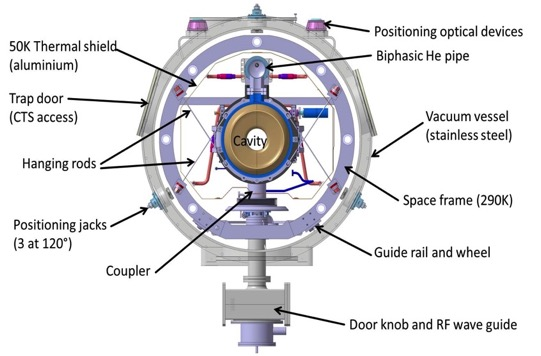 Positioning optical devices
50K Thermal shield
(aluminium)
Biphasic He pipe
Trap door
(CTS access)
Vacuum vessel
(stainless steel)
Cavity
Hanging rods
Space frame (290K)
Positioning jacks
(3 at 120°)
Guide rail and wheel
Coupler
Door knob and RF wave guide